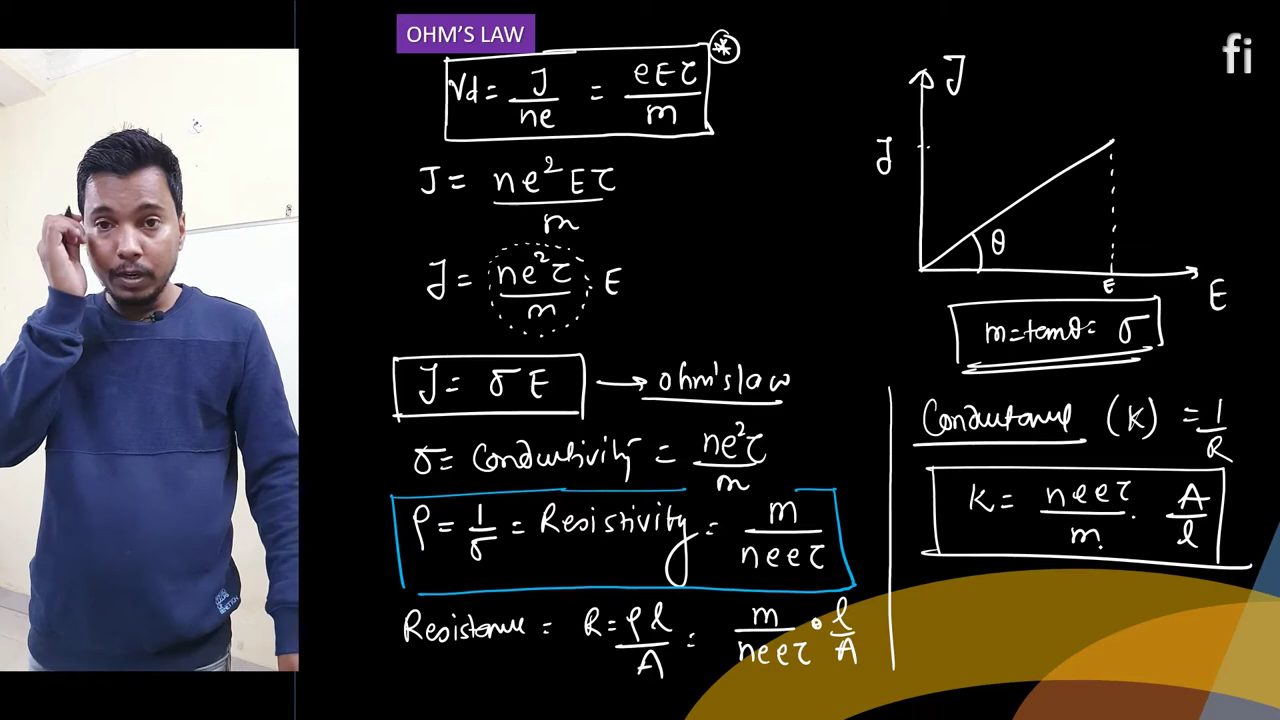 OHM'S LAW
fi
Vd = J/ne = eEτ/m
*
J = ne²Eτ/m
J = ne²τ/m E
J = σE → ohm's law
σ = Conductivity = ne²τ/m
ρ = 1/σ = Resistivity = m/neeτ
Resistance = R = ρl/A = m/neeτ · l/A
J
J
θ
E
E
m = tanθ = σ
Conductance (K) = 1/R
K = neeτ/m · A/l